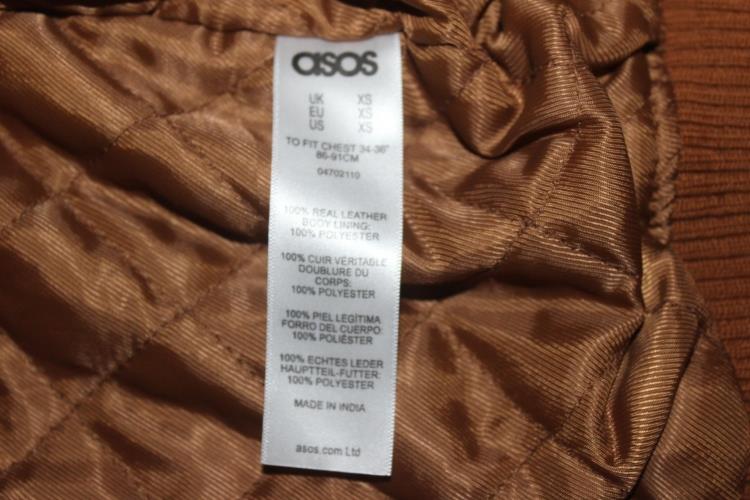 asos
UK XS
EU XS
US XS
TO FIT CHEST 34-36"
86-91CM
04702110
100% REAL LEATHER
BODY LINING:
100% POLYESTER
100% CUIR VÉRITABLE
DOUBLURE DU
CORPS:
100% POLYESTER
100% PIEL LEGÍTIMA
FORRO DEL CUERPO:
100% POLIÉSTER
100% ECHTES LEDER
HAUPTTEIL-FUTTER:
100% POLYESTER
MADE IN INDIA
asos.com Ltd